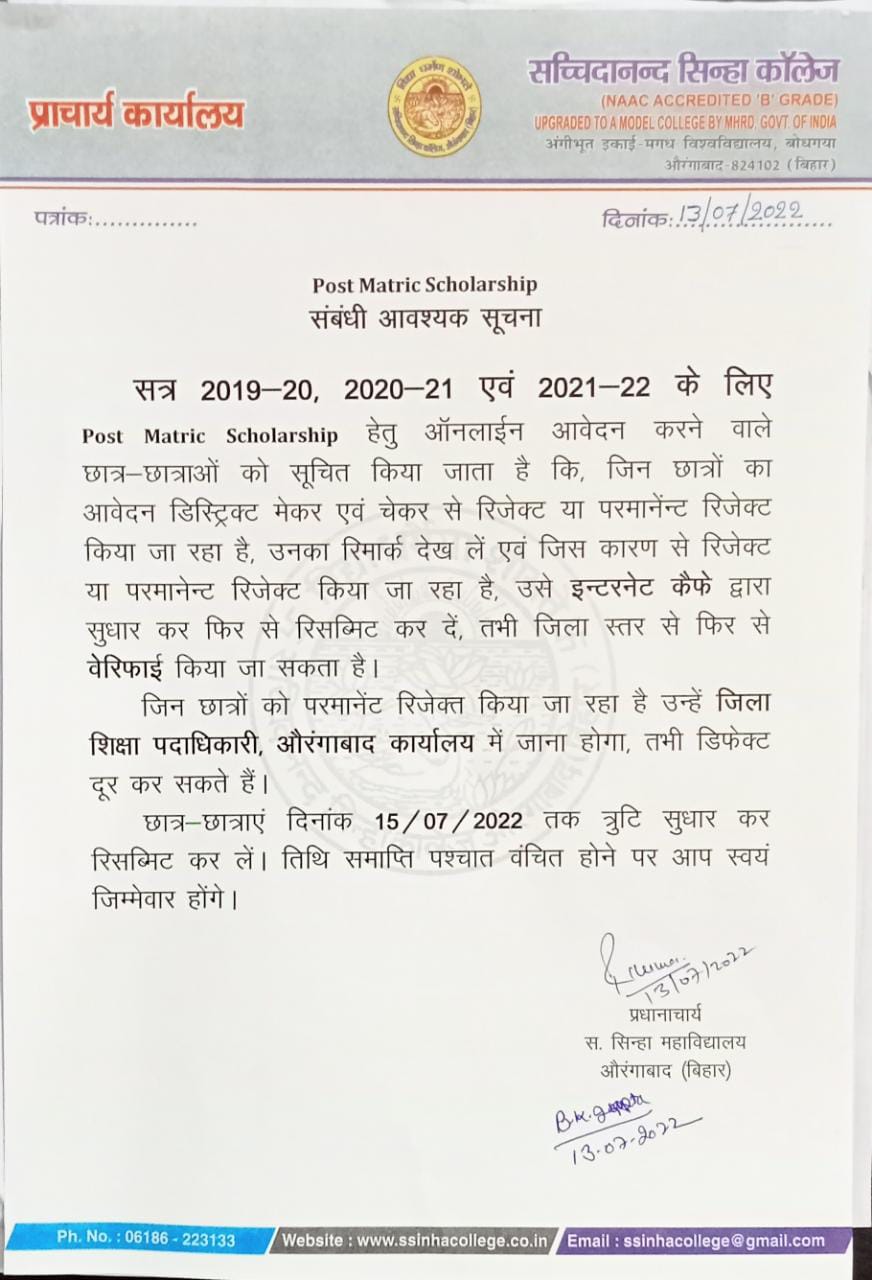 प्राचार्य कार्यालय
सच्चिदानन्द सिन्हा कॉलेज
(NAAC ACCREDITED 'B' GRADE)
UPGRADED TO A MODEL COLLEGE BY MHRD, GOVT. OF INDIA
अंगीभूत इकाई-मगध विश्वविद्यालय, बोधगया
औरंगाबाद-824102 (बिहार)
पत्रांक:..............
दिनांक:13/07/2022
Post Matric Scholarship
संबंधी आवश्यक सूचना
सत्र 2019–20, 2020–21 एवं 2021–22 के लिए
Post Matric Scholarship हेतु ऑनलाईन आवेदन करने वाले
छात्र–छात्राओं को सूचित किया जाता है कि, जिन छात्रों का
आवेदन डिस्ट्रिक्ट मेकर एवं चेकर से रिजेक्ट या परमानेंन्ट रिजेक्ट
किया जा रहा है, उनका रिमार्क देख लें एवं जिस कारण से रिजेक्ट
या परमानेन्ट रिजेक्ट किया जा रहा है, उसे इन्टरनेट कैफे द्वारा
सुधार कर फिर से रिसब्मिट कर दें, तभी जिला स्तर से फिर से
वेरिफाई किया जा सकता है।
जिन छात्रों को परमानेंट रिजेक्त किया जा रहा है उन्हें जिला
शिक्षा पदाधिकारी, औरंगाबाद कार्यालय में जाना होगा, तभी डिफेक्ट
दूर कर सकते हैं।
छात्र–छात्राएं दिनांक 15/07/2022 तक त्रुटि सुधार कर
रिसब्मिट कर लें। तिथि समाप्ति पश्चात वंचित होने पर आप स्वयं
जिम्मेवार होंगे।
13/07/2022
प्रधानाचार्य
स. सिन्हा महाविद्यालय
औरंगाबाद (बिहार)
B.K. Gupta
13-07-2022
Ph. No. : 06186 - 223133
Website : www.ssinhacollege.co.in
Email : ssinhacollege@gmail.com